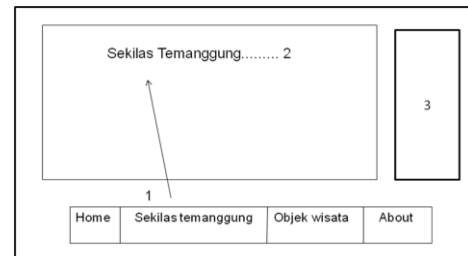 Sekilas Temanggung......... 2
3
1
Home Sekilas temanggung Objek wisata About